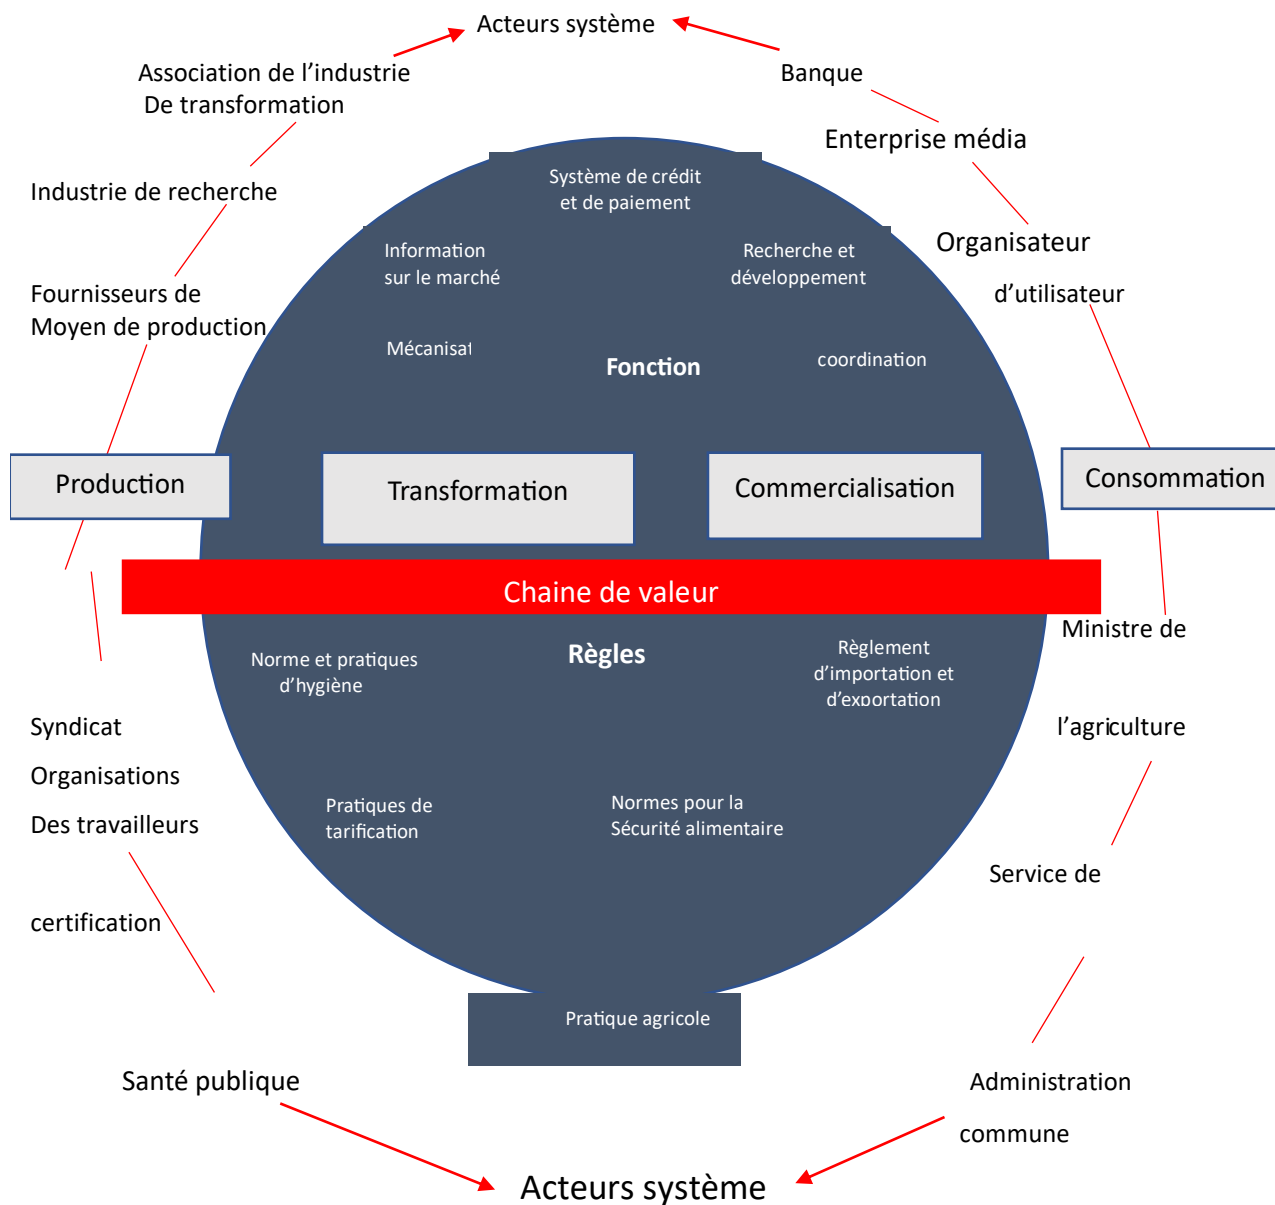 Acteurs système
Association de l’industrie
De transformation
Banque
Enterprise média
Industrie de recherche
Organisateur
d’utilisateur
Fournisseurs de
Moyen de production
Système de crédit
et de paiement
Information
sur le marché
Recherche et
développement
Mécanisat
Fonction
coordination
Production
Transformation
Commercialisation
Consommation
Chaine de valeur
Règles
Norme et pratiques
d’hygiène
Règlement
d’importation et
d’exportation
Ministre de
l’agriculture
Syndicat
Organisations
Des travailleurs
Pratiques de
tarification
Normes pour la
Sécurité alimentaire
Service de
certification
Pratique agricole
Santé publique
Administration
commune
Acteurs système